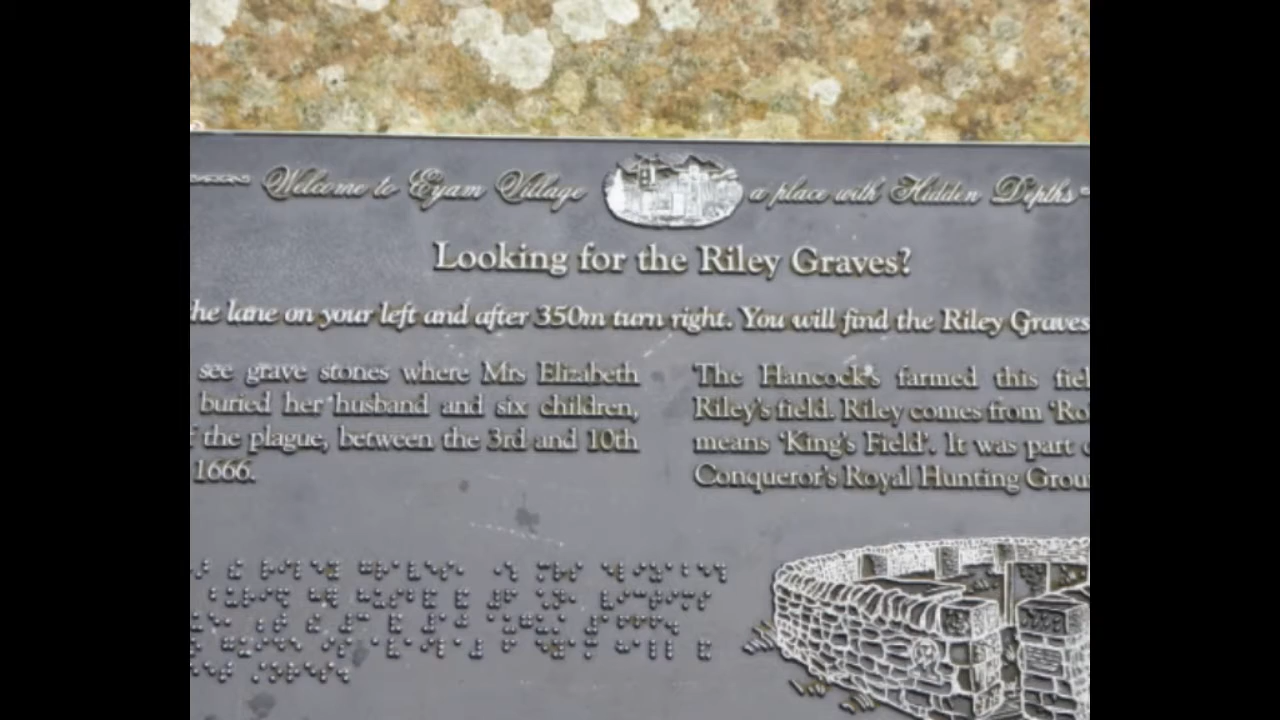 Welcome to Eyam Village a place with Hidden Depths
Looking for the Riley Graves?
he lane on your left and after 350m turn right. You will find the Riley Graves
see grave stones where Mrs Elizabeth
buried her husband and six children,
f the plague, between the 3rd and 10th
1666.
The Hancock's farmed this fiel
Riley's field. Riley comes from 'Ro
means 'King's Field'. It was part
Conqueror's Royal Hunting Grou